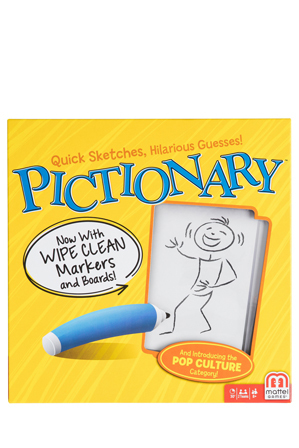 Quick Sketches, Hilarious Guesses!
PICTIONARY
Now With
WIPE CLEAN
Markers
and Boards!
And Introducing the
POP CULTURE
Category!
mattel
GAMES